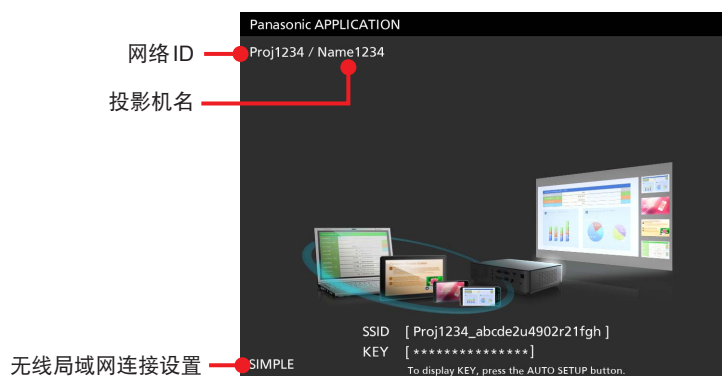 Panasonic APPLICATION
网络ID
Proj1234 / Name1234
投影机名
SSID [ Proj1234_abcde2u4902r21fgh ]
KEY [***************]
无线局域网连接设置
SIMPLE
To display KEY, press the AUTO SETUP button.